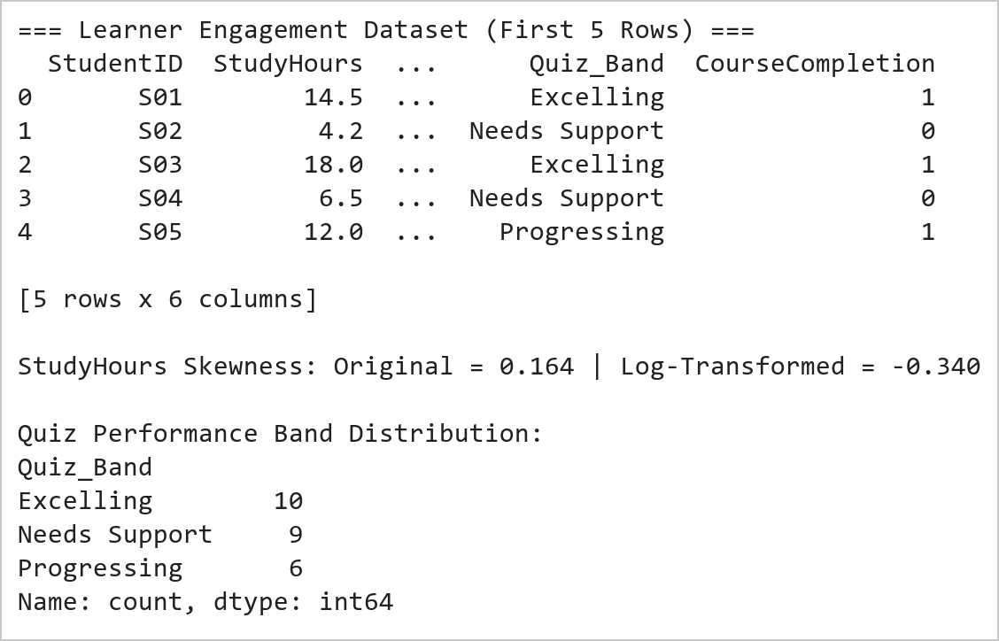 === Learner Engagement Dataset (First 5 Rows) ===
  StudentID  StudyHours  ...      Quiz_Band  CourseCompletion
0       S01        14.5  ...      Excelling                 1
1       S02         4.2  ...  Needs Support                 0
2       S03        18.0  ...      Excelling                 1
3       S04         6.5  ...  Needs Support                 0
4       S05        12.0  ...    Progressing                 1

[5 rows x 6 columns]

StudyHours Skewness: Original = 0.164 | Log-Transformed = -0.340

Quiz Performance Band Distribution:
Quiz_Band
Excelling        10
Needs Support     9
Progressing       6
Name: count, dtype: int64